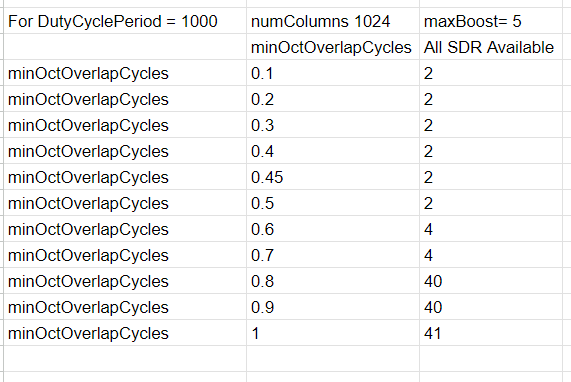 For DutyCyclePeriod = 1000 numColumns 1024 maxBoost= 5
minOctOverlapCycles All SDR Available
minOctOverlapCycles 0.1 2
minOctOverlapCycles 0.2 2
minOctOverlapCycles 0.3 2
minOctOverlapCycles 0.4 2
minOctOverlapCycles 0.45 2
minOctOverlapCycles 0.5 2
minOctOverlapCycles 0.6 4
minOctOverlapCycles 0.7 4
minOctOverlapCycles 0.8 40
minOctOverlapCycles 0.9 40
minOctOverlapCycles 1 41